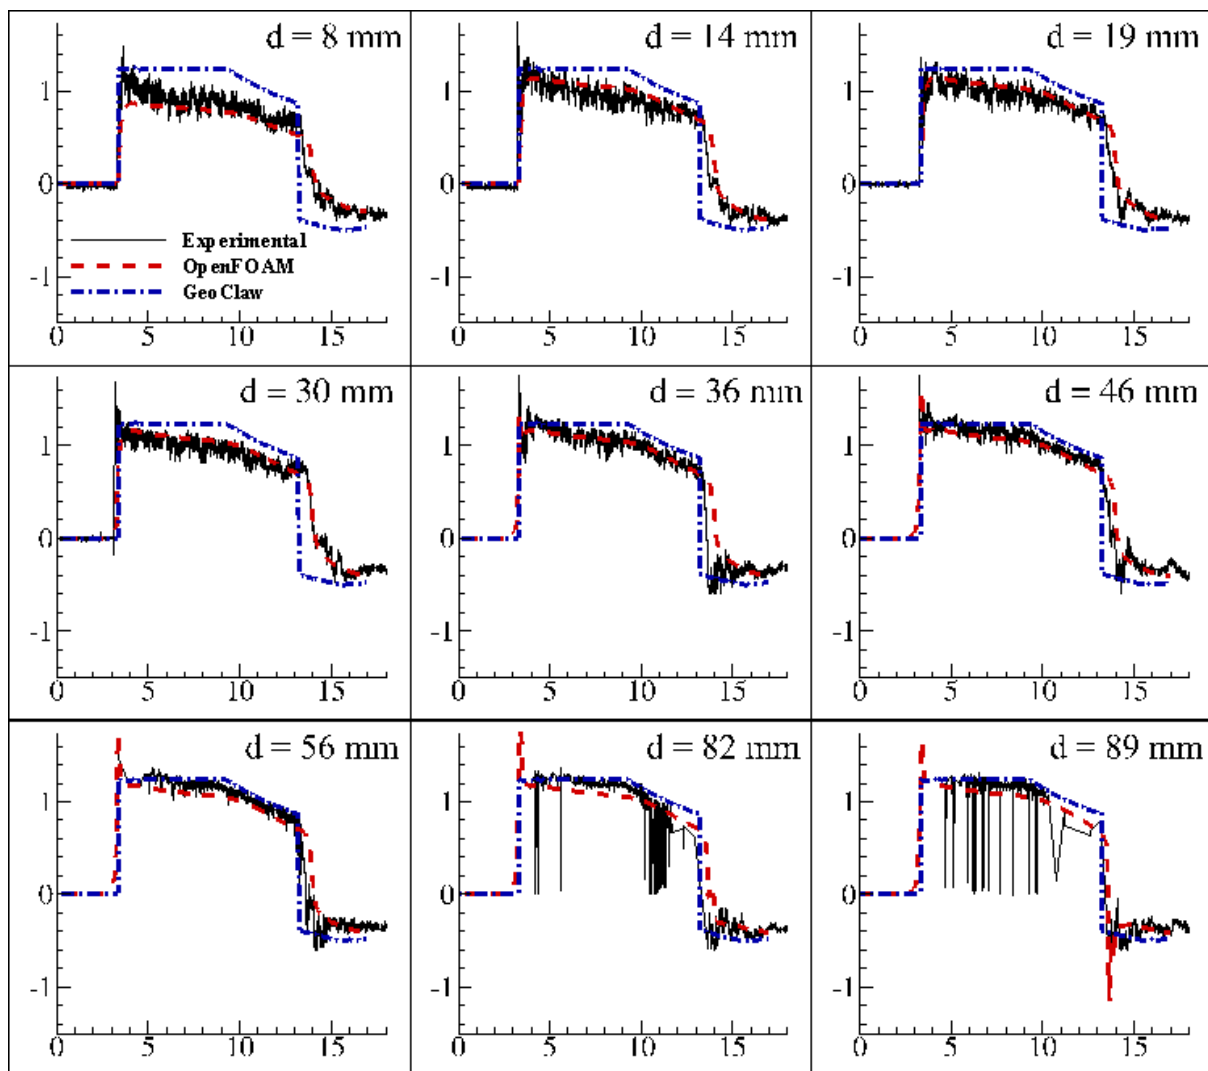 d = 8 mm
d = 14 mm
d = 19 mm
1
1
1
0
0
0
Experimental
OpenFOAM
GeoClaw
-1
-1
-1
0 5 10 15
0 5 10 15
0 5 10 15
d = 30 mm
d = 36 mm
d = 46 mm
1
1
1
0
0
0
-1
-1
-1
0 5 10 15
0 5 10 15
0 5 10 15
d = 56 mm
d = 82 mm
d = 89 mm
1
1
1
0
0
0
-1
-1
-1
0 5 10 15
0 5 10 15
0 5 10 15